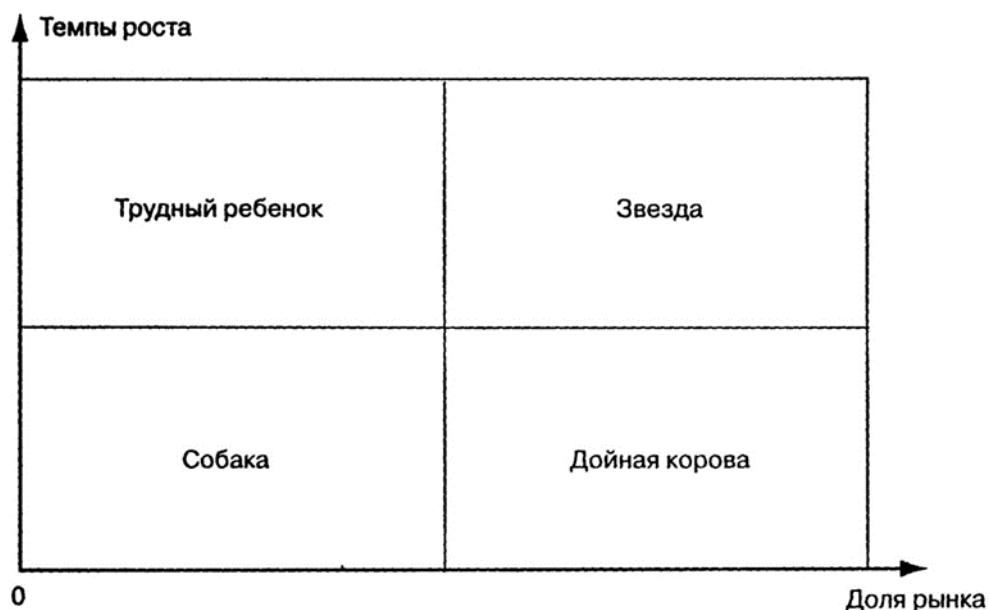 Темпы роста
Трудный ребенок
Звезда
Собака
Дойная корова
0
Доля рынка